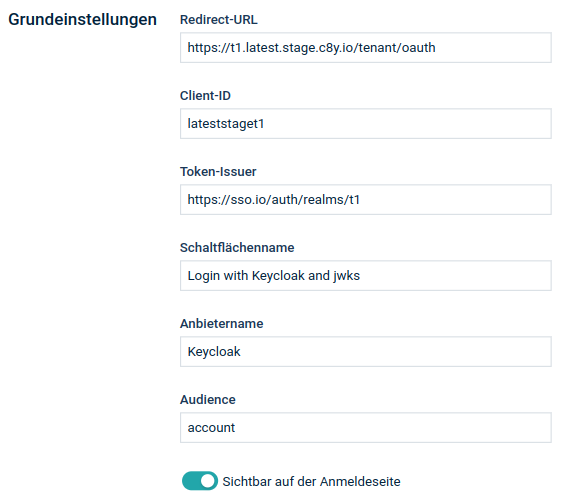 Grundeinstellungen
Redirect-URL
https://t1.latest.stage.c8y.io/tenant/oauth
Client-ID
lateststaget1
Token-Issuer
https://sso.io/auth/realms/t1
Schaltflächenname
Login with Keycloak and jwks
Anbietername
Keycloak
Audience
account
Sichtbar auf der Anmeldeseite